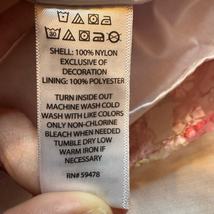 SHELL: 100% NYLON
EXCLUSIVE OF
DECORATION
LINING: 100% POLYESTER
TURN INSIDE OUT
MACHINE WASH COLD
WASH WITH LIKE COLORS
ONLY NON-CHLORINE
BLEACH WHEN NEEDED
TUMBLE DRY LOW
WARM IRON IF
NECESSARY
RN# 59478